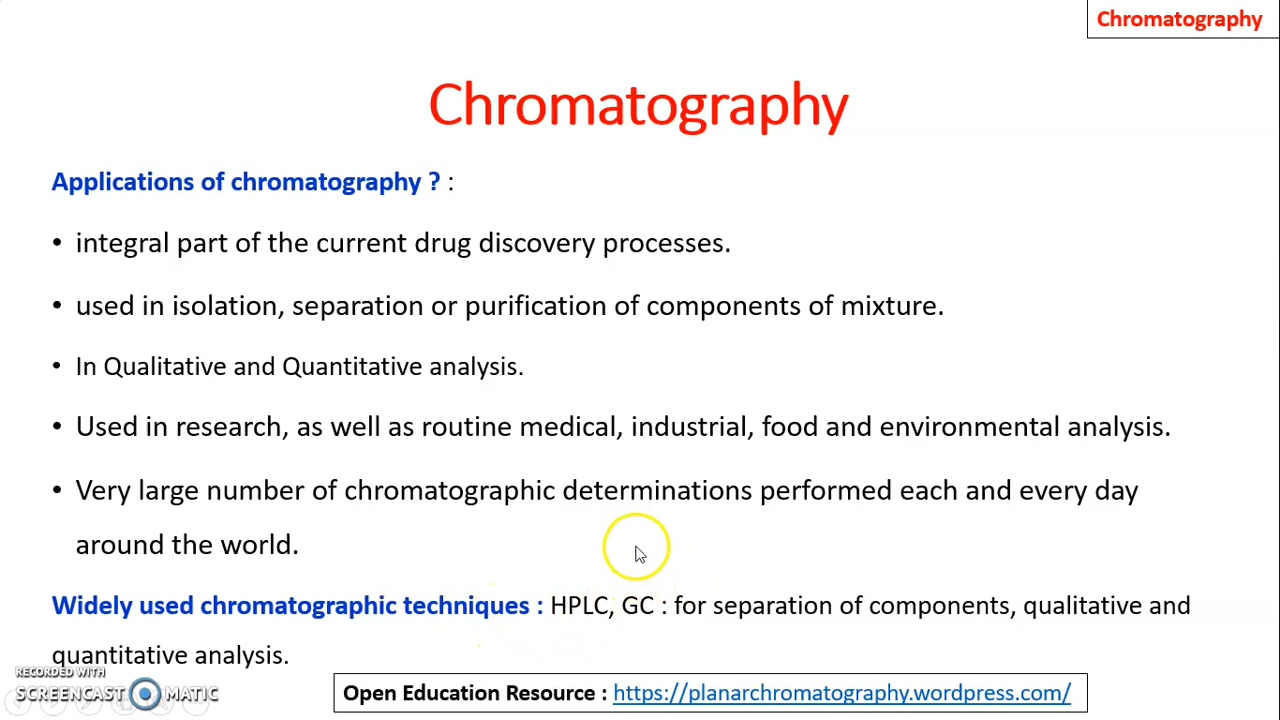 Chromatography
Chromatography
Applications of chromatography ? :
• integral part of the current drug discovery processes.
• used in isolation, separation or purification of components of mixture.
• In Qualitative and Quantitative analysis.
• Used in research, as well as routine medical, industrial, food and environmental analysis.
• Very large number of chromatographic determinations performed each and every day
around the world.
Widely used chromatographic techniques : HPLC, GC : for separation of components, qualitative and
quantitative analysis.
RECORDED WITH
SCREENCAST MATIC
Open Education Resource : https://planarchromatography.wordpress.com/